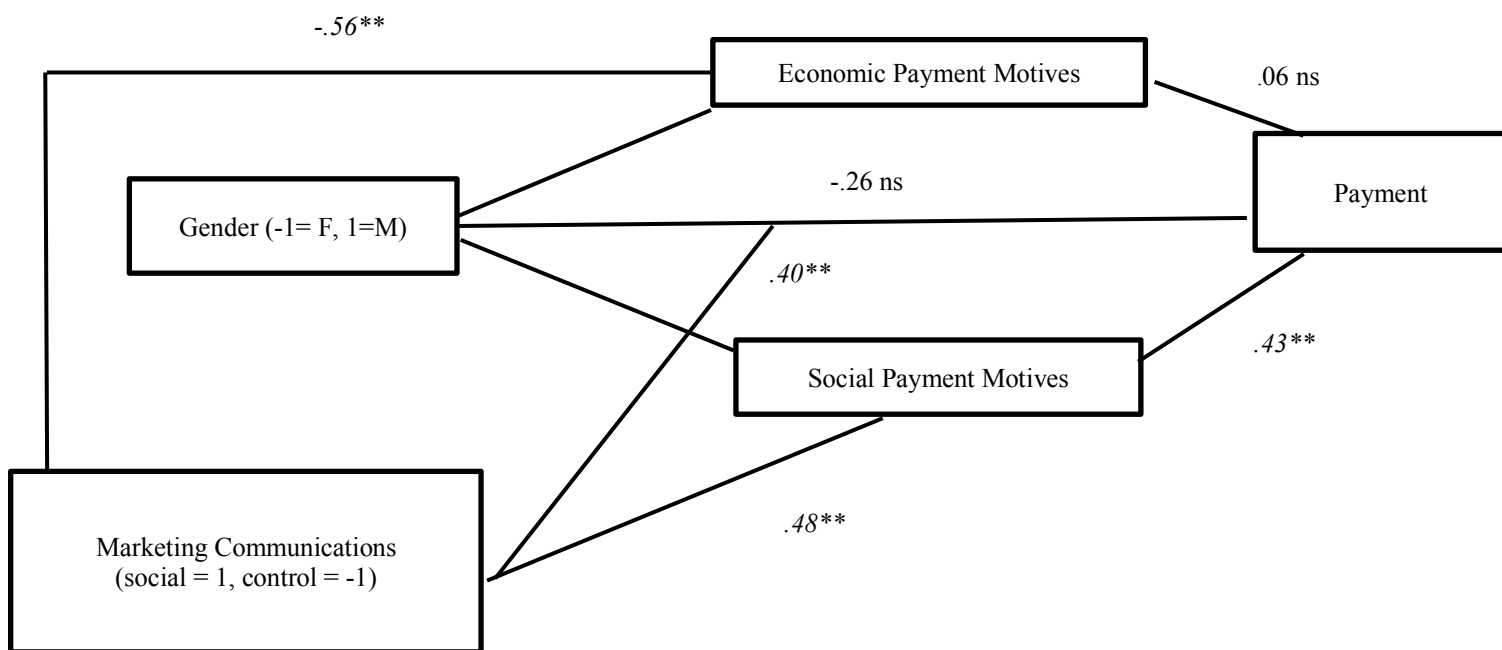 -.56**
Economic Payment Motives
.06 ns
-.26 ns
Payment
Gender (-1= F, 1=M)
.40**
Social Payment Motives
.43**
.48**
Marketing Communications
(social = 1, control = -1)